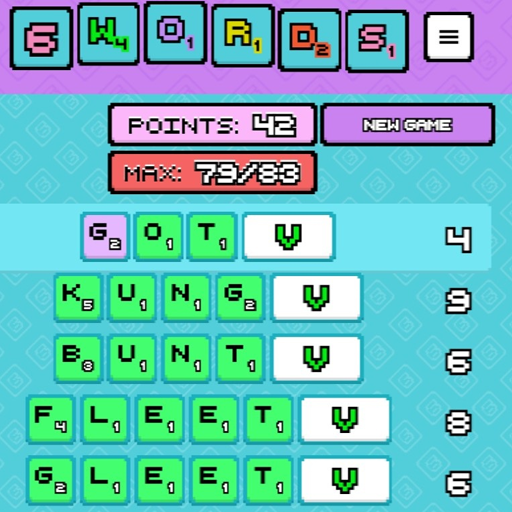 6 W4 O1 R1 D2 S1
POINTS: 42 NEW GAME
MAX: 79/83
G2 O1 T1 V 4
K5 U1 N1 G2 V 9
B3 U1 N1 T1 V 6
F4 L1 E1 E1 T1 V 8
G2 L1 E1 E1 T1 V 6